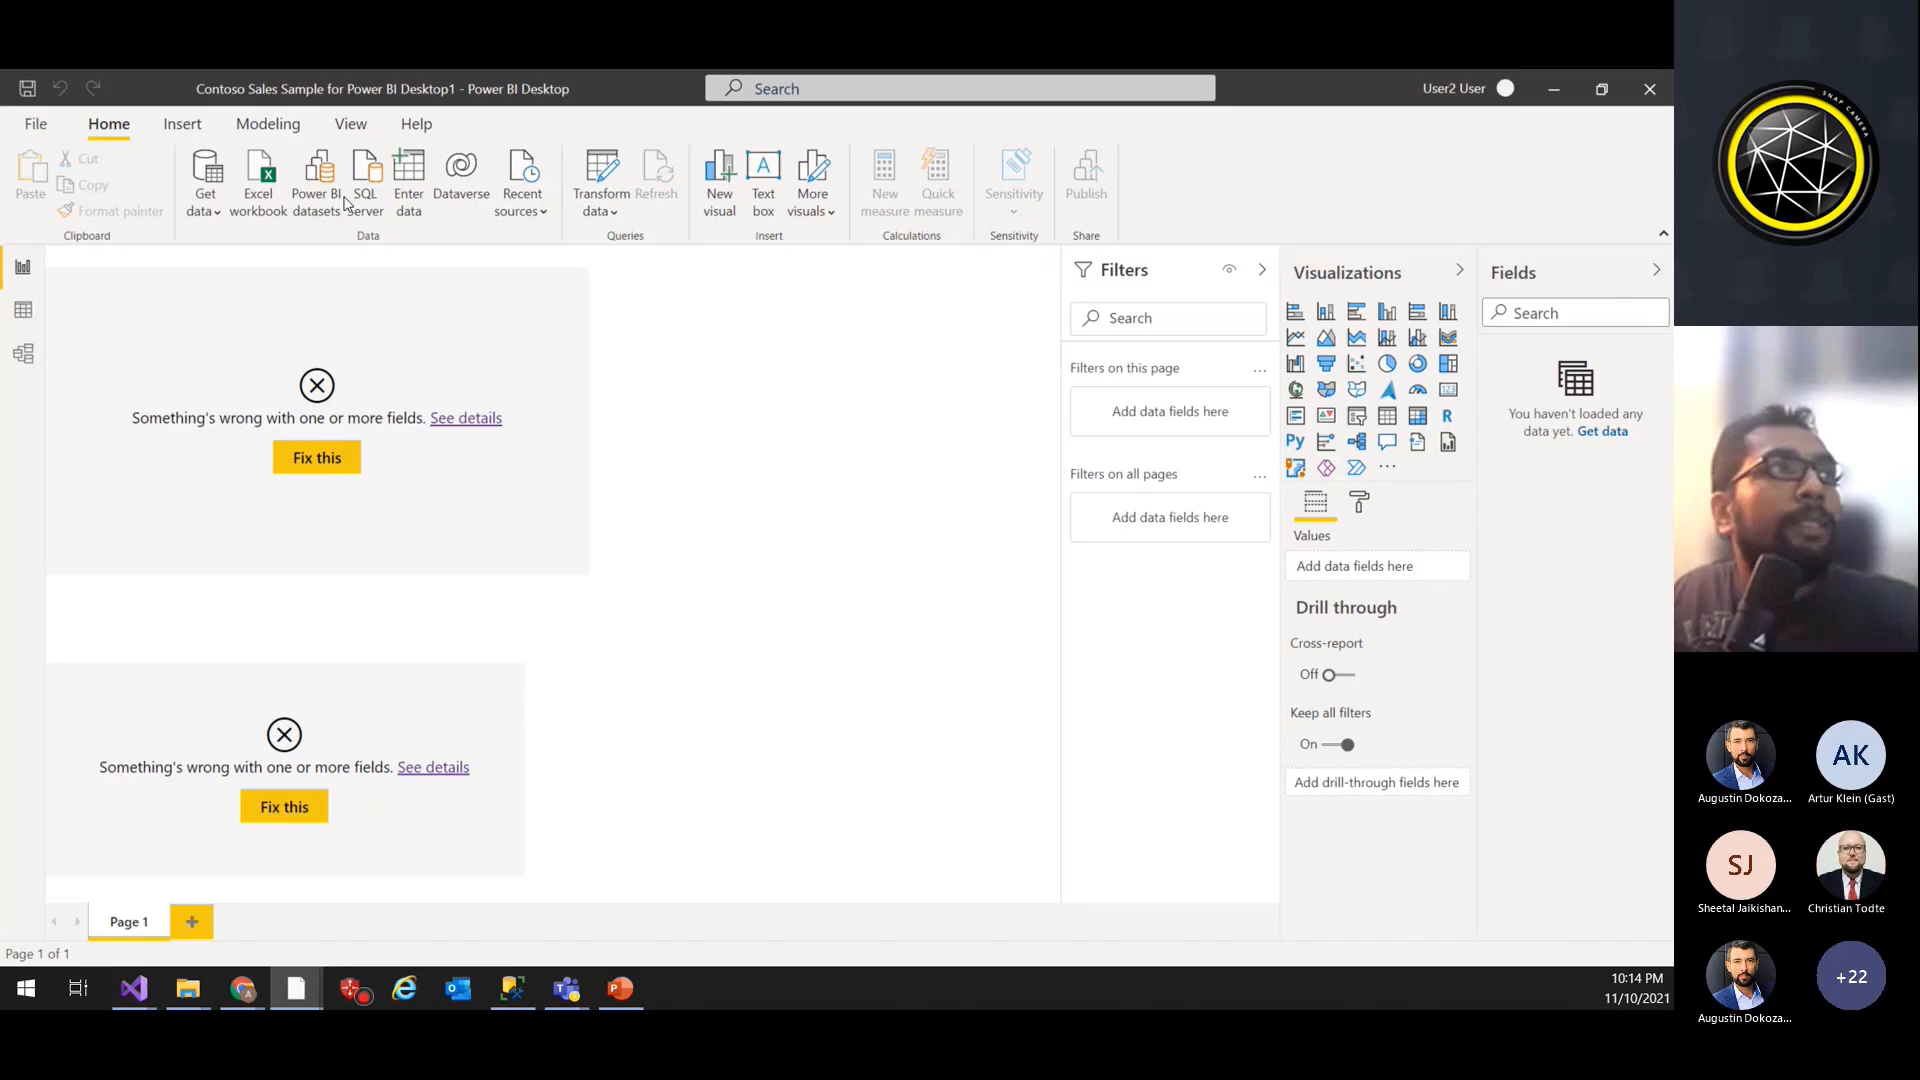 Contoso Sales Sample for Power BI Desktop1 - Power BI Desktop
Search
User2 User
File
Home
Insert
Modeling
View
Help
Paste
Cut
Copy
Format painter
Clipboard
Get data
Excel workbook
Power BI datasets
SQL Server
Enter data
Dataverse
Recent sources
Data
Transform data
Refresh
Queries
New visual
Text box
More visuals
Insert
New measure
Quick measure
Calculations
Sensitivity
Sensitivity
Publish
Share
Something's wrong with one or more fields. See details
Fix this
Something's wrong with one or more fields. See details
Fix this
Filters
Search
Filters on this page
Add data fields here
Filters on all pages
Add data fields here
Visualizations
R
Py
123
Values
Add data fields here
Drill through
Cross-report
Off
Keep all filters
On
Add drill-through fields here
Fields
Search
You haven't loaded any
data yet. Get data
Page 1
Page 1 of 1
10:14 PM
11/10/2021
SNAP CAMERA
Augustin Dokoza...
AK
Artur Klein (Gast)
SJ
Sheetal Jaikishan...
Christian Todte
Augustin Dokoza...
+22